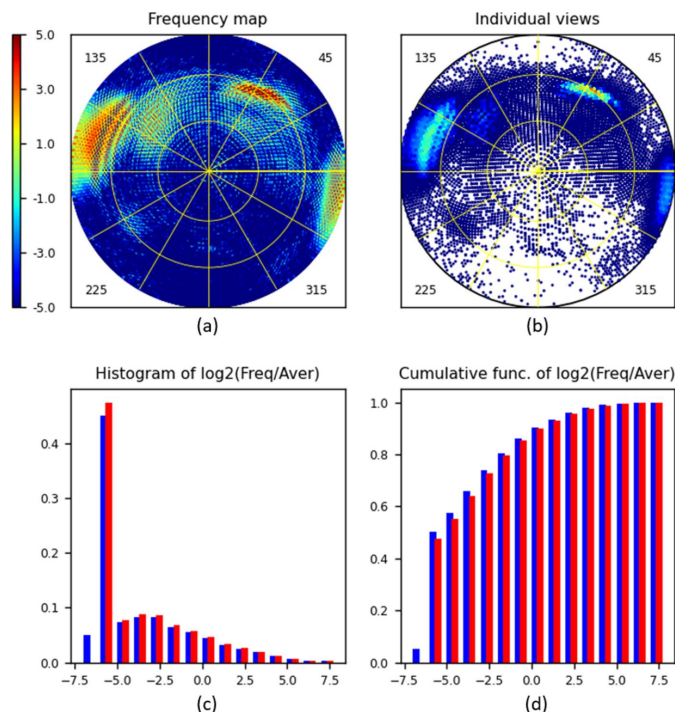 Frequency map
Individual views
5.0
3.0
1.0
-1.0
-3.0
-5.0
135
45
225
315
135
45
225
315
(a)
(b)
Histogram of log2(Freq/Aver)
Cumulative func. of log2(Freq/Aver)
0.4
0.3
0.2
0.1
0.0
−7.5 −5.0 −2.5 0.0 2.5 5.0 7.5
1.0
0.8
0.6
0.4
0.2
0.0
−7.5 −5.0 −2.5 0.0 2.5 5.0 7.5
(c)
(d)